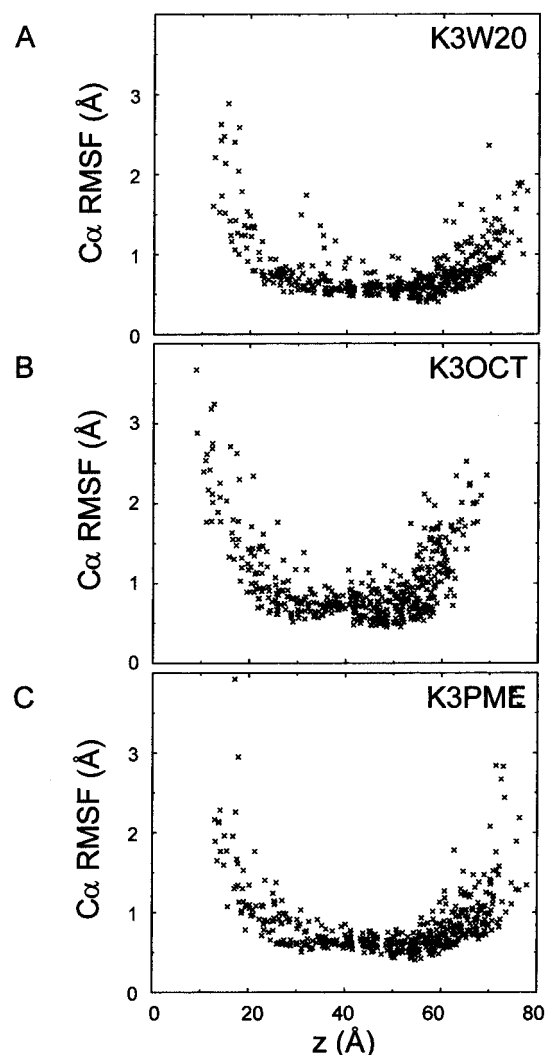 A
K3W20
3
2
1
0
Cα RMSF (Å)
B
K3OCT
3
2
1
0
Cα RMSF (Å)
C
K3PME
3
2
1
0
Cα RMSF (Å)
0 20 40 60 80
z (Å)